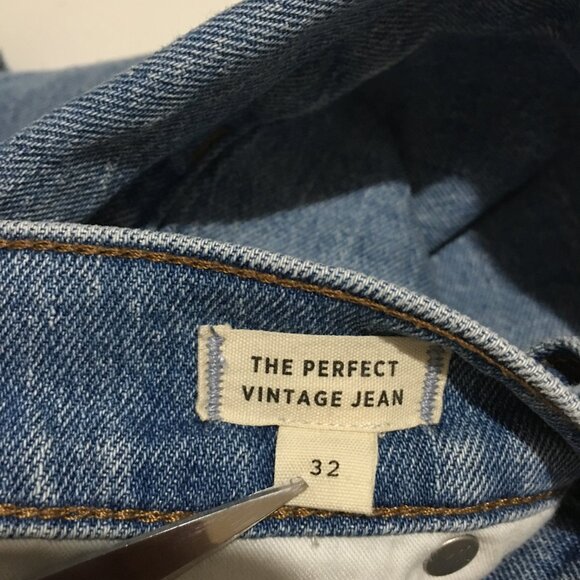 THE PERFECT
VINTAGE JEAN
32